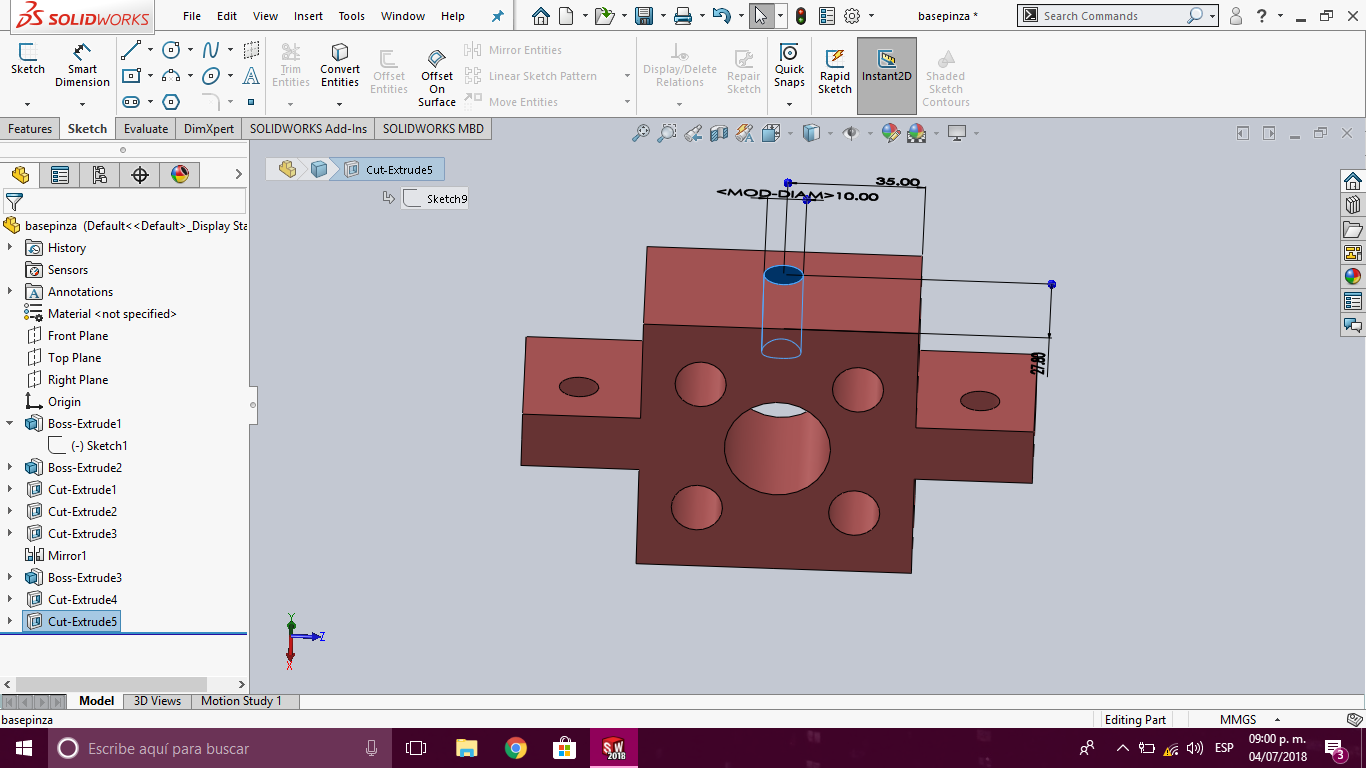 SOLIDWORKS File Edit View Insert Tools Window Help basepinza * Search Commands ?
Sketch Smart Dimension Trim Entities Convert Entities Offset Entities Offset On Surface Mirror Entities Linear Sketch Pattern Move Entities Display/Delete Relations Repair Sketch Quick Snaps Rapid Sketch Instant2D Shaded Sketch Contours
Features Sketch Evaluate DimXpert SOLIDWORKS Add-Ins SOLIDWORKS MBD
Cut-Extrude5
Sketch9
basepinza (Default<<Default>_Display Sta
History
Sensors
Annotations
Material <not specified>
Front Plane
Top Plane
Right Plane
Origin
Boss-Extrude1
(-) Sketch1
Boss-Extrude2
Cut-Extrude1
Cut-Extrude2
Cut-Extrude3
Mirror1
Boss-Extrude3
Cut-Extrude4
Cut-Extrude5
35.00
<MOD-DIAM>10.00
Y
Z
X
Model 3D Views Motion Study 1
basepinza Editing Part MMGS
Escribe aquí para buscar
SW
2018
ESP
09:00 p. m.
04/07/2018
3